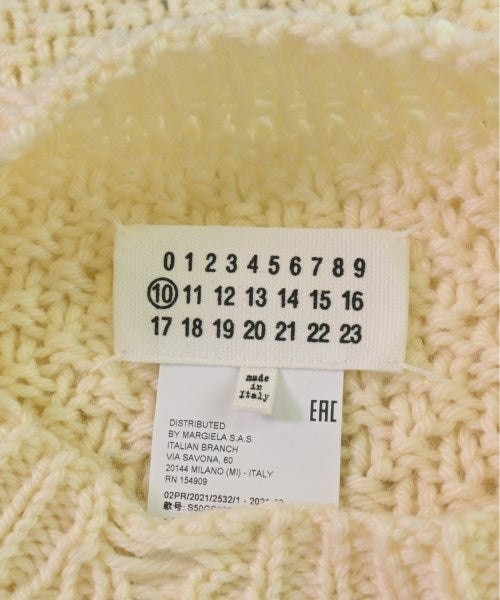 0 1 2 3 4 5 6 7 8 9
10 11 12 13 14 15 16
17 18 19 20 21 22 23
made
in
Italy
EAC
DISTRIBUTED
BY MARGIELA S.A.S.
ITALIAN BRANCH
VIA SAVONA, 60
20144 MILANO (MI) - ITALY
RN 154909
02PR/2021/2532/1 -
款号: